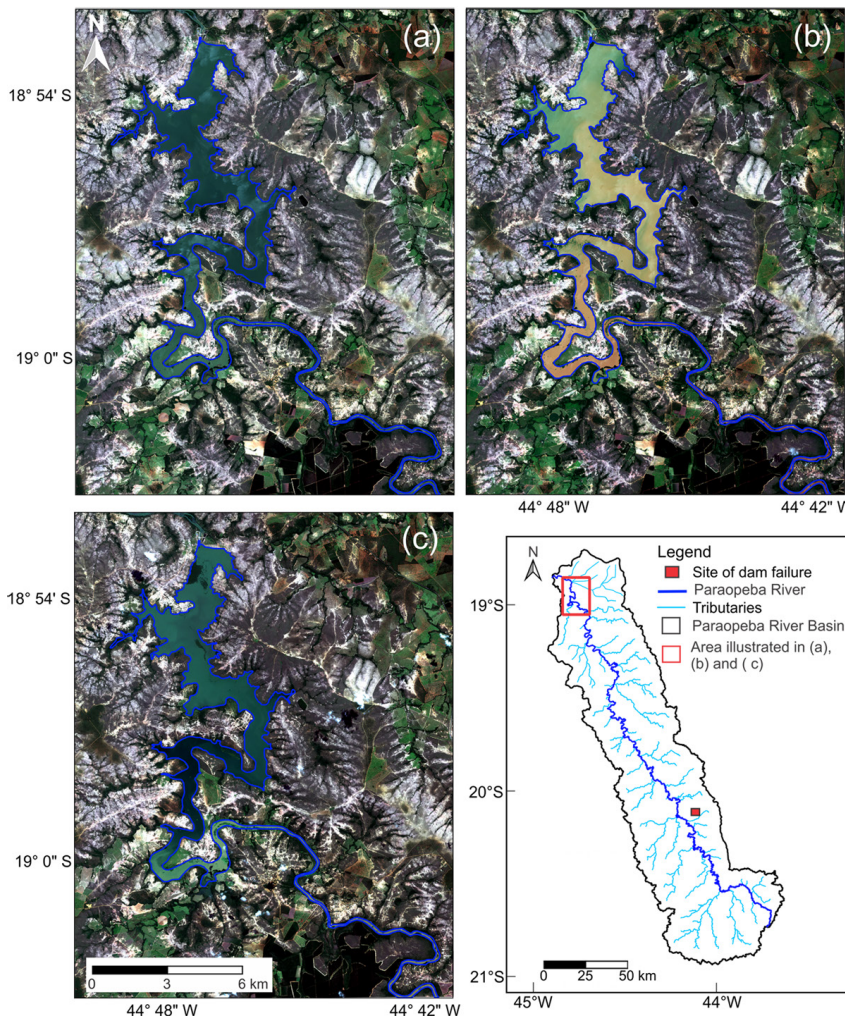 N
(a)
(b)
18° 54' S
19° 0" S
44° 48" W
44° 42" W
(c)
18° 54' S
19° 0" S
0
3
6 km
44° 48" W
44° 42" W
N
Legend
Site of dam failure
Paraopeba River
Tributaries
Paraopeba River Basin
Area illustrated in (a),
(b) and ( c)
19°S
20°S
21°S
0
25
50 km
45°W
44°W